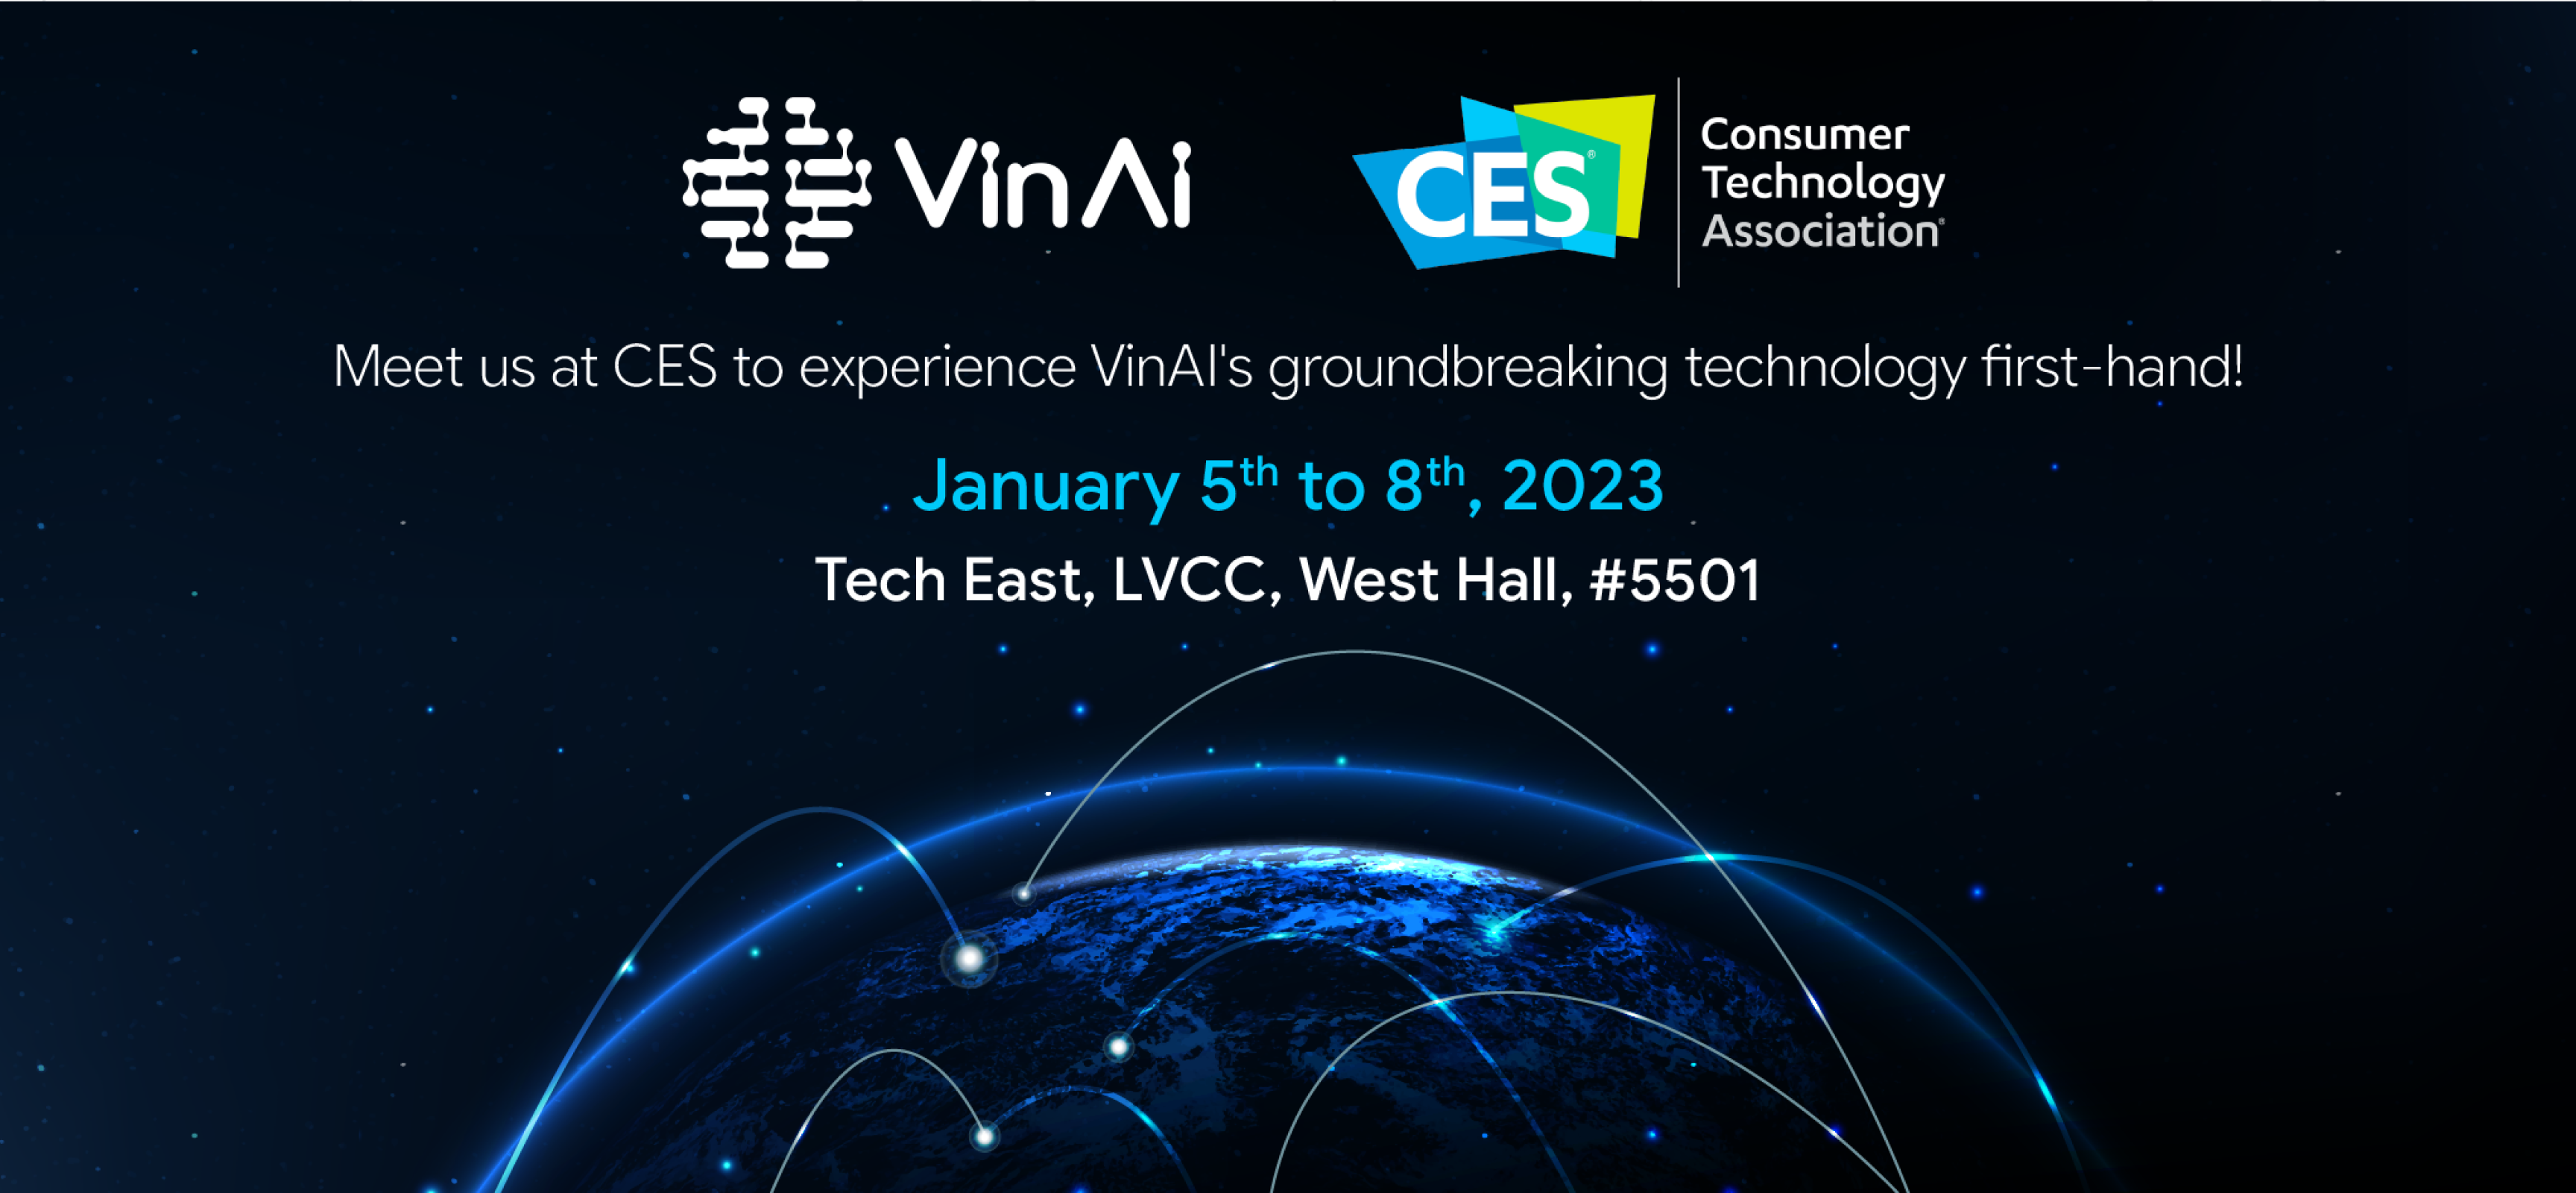 VinAi
CES®
Consumer
Technology
Association®
Meet us at CES to experience VinAI's groundbreaking technology first-hand!
January 5th to 8th, 2023
Tech East, LVCC, West Hall, #5501